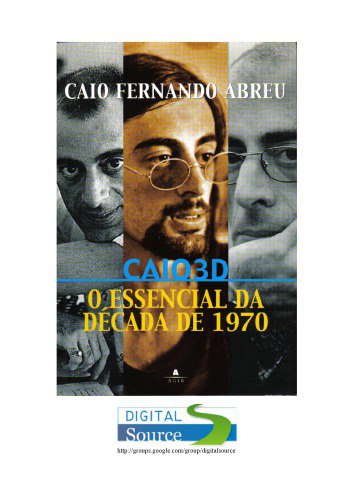 CAIO FERNANDO ABREU
CAIO3D
O ESSENCIAL DA
DÉCADA DE 1970
A
AGIR
DIGITAL
Source
http://groups.google.com/group/digitalsource